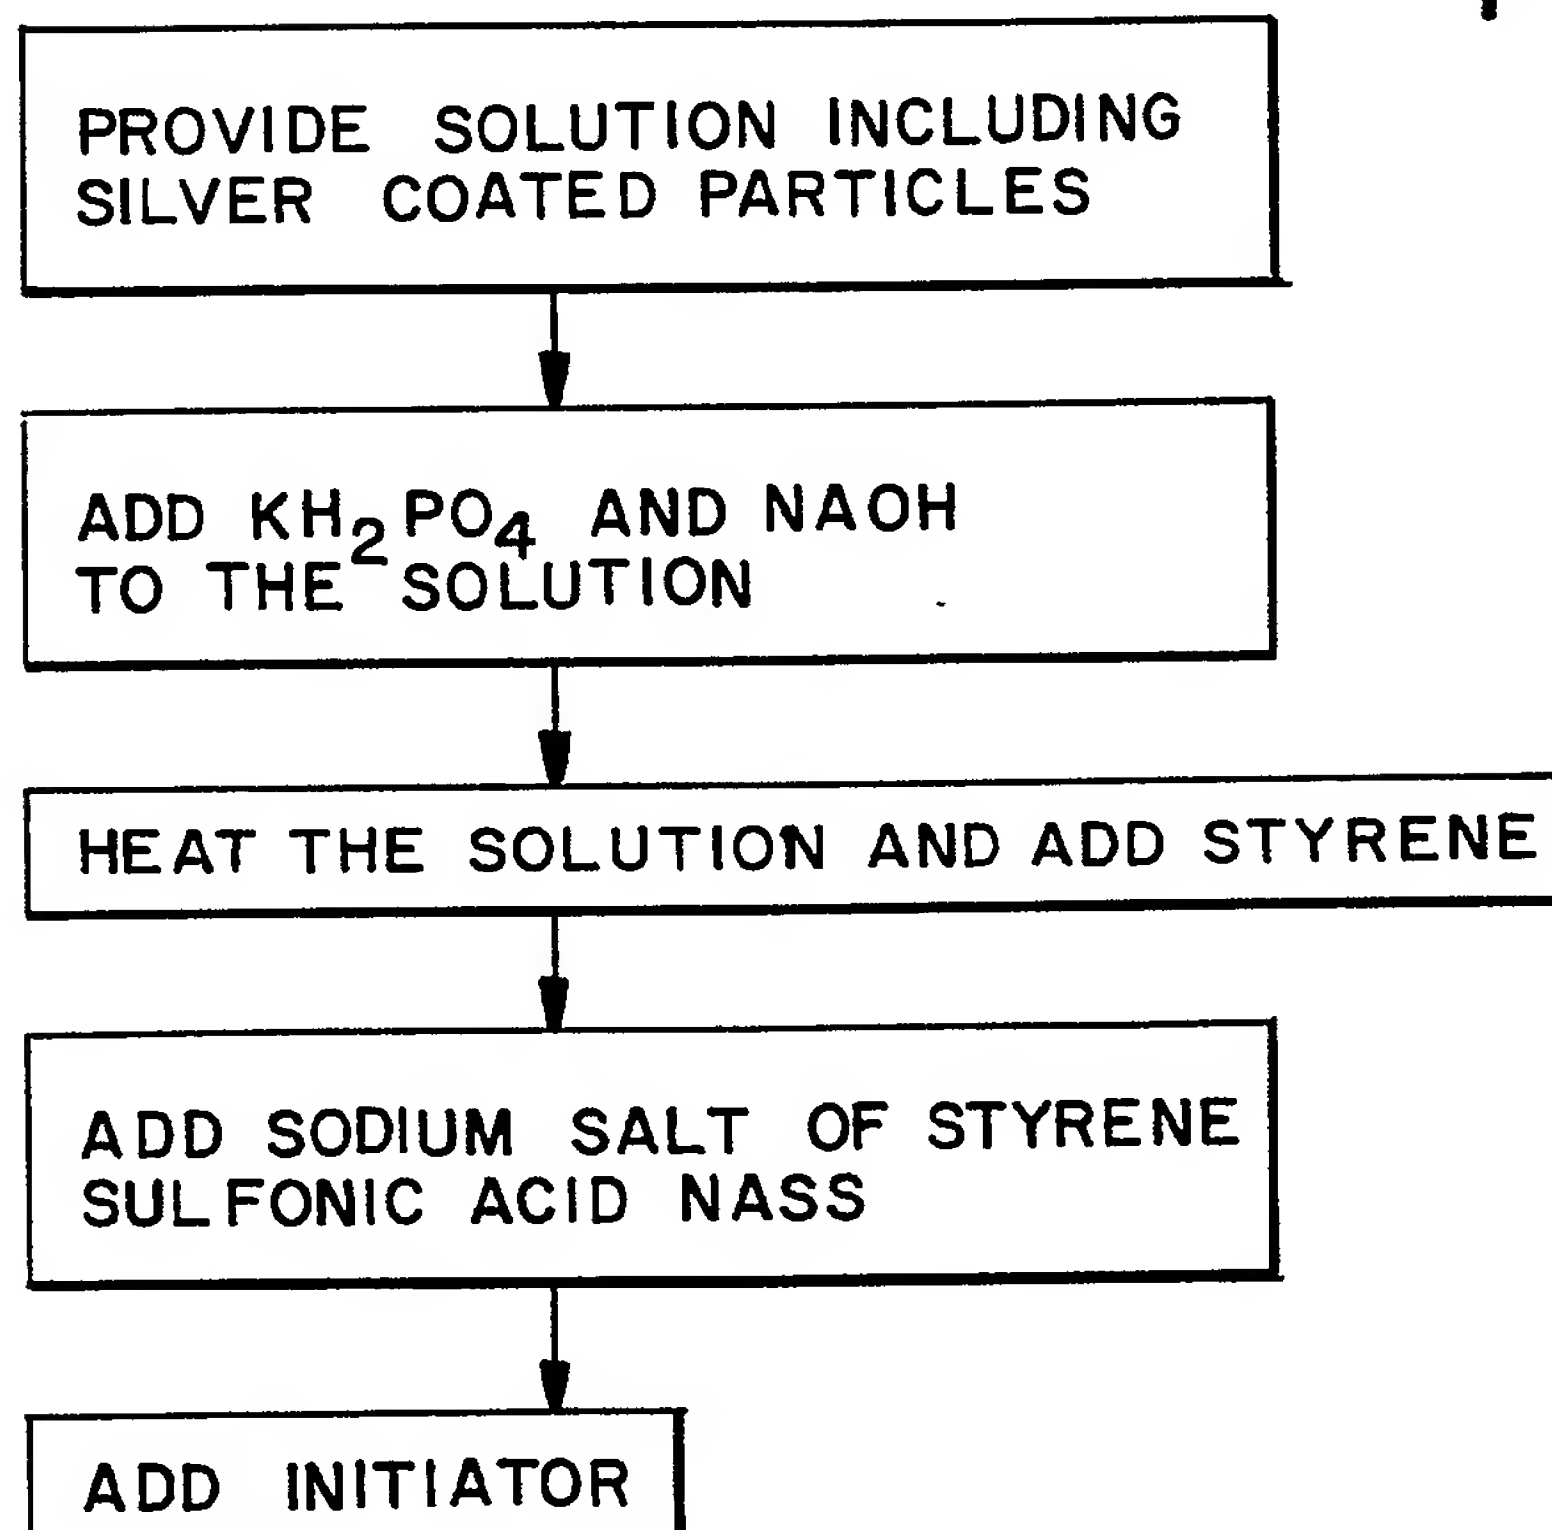 PROVIDE SOLUTION INCLUDING
SILVER COATED PARTICLES
ADD KH₂PO₄ AND NAOH
TO THE SOLUTION
HEAT THE SOLUTION AND ADD STYRENE
ADD SODIUM SALT OF STYRENE
SULFONIC ACID NASS
ADD INITIATOR